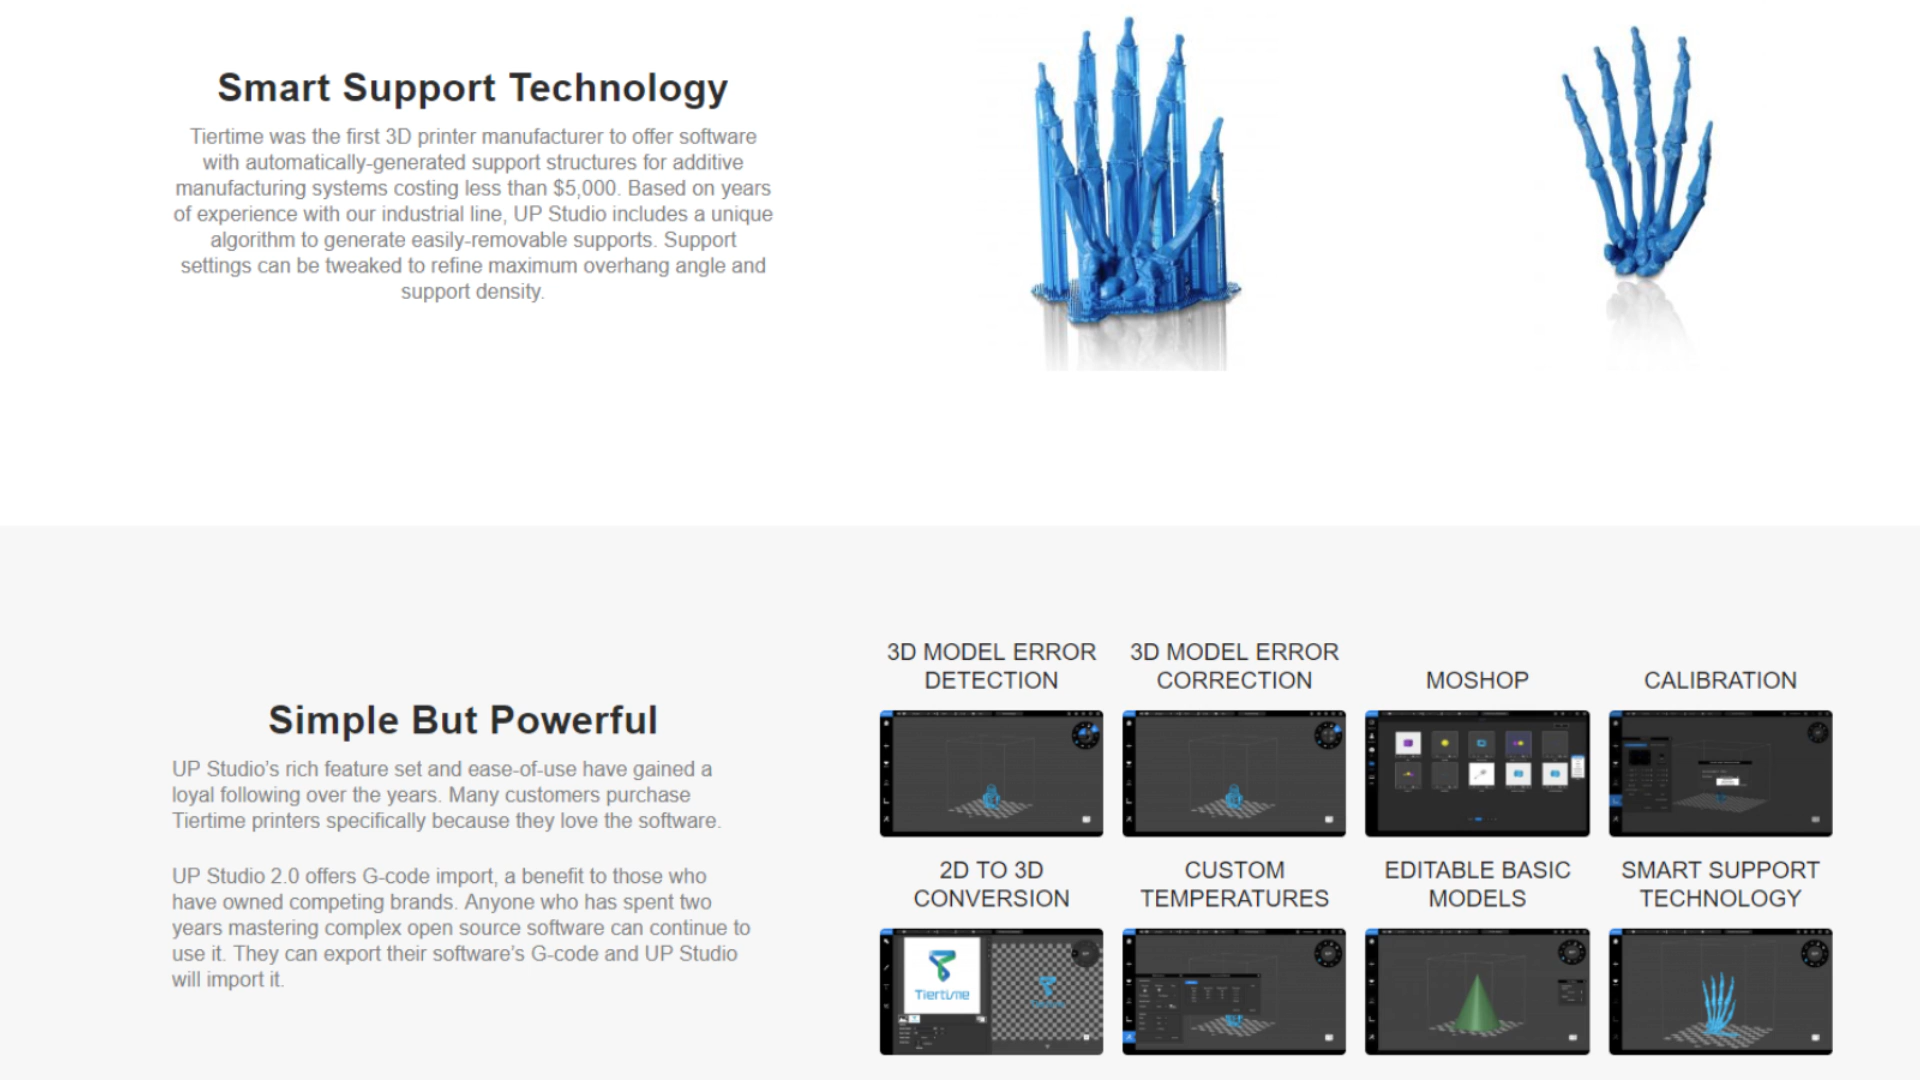 Smart Support Technology
Tiertime was the first 3D printer manufacturer to offer software
with automatically-generated support structures for additive
manufacturing systems costing less than $5,000. Based on years
of experience with our industrial line, UP Studio includes a unique
algorithm to generate easily-removable supports. Support
settings can be tweaked to refine maximum overhang angle and
support density.
Simple But Powerful
UP Studio’s rich feature set and ease-of-use have gained a
loyal following over the years. Many customers purchase
Tiertime printers specifically because they love the software.
UP Studio 2.0 offers G-code import, a benefit to those who
have owned competing brands. Anyone who has spent two
years mastering complex open source software can continue to
use it. They can export their software’s G-code and UP Studio
will import it.
3D MODEL ERROR
DETECTION
3D MODEL ERROR
CORRECTION
MOSHOP
CALIBRATION
2D TO 3D
CONVERSION
CUSTOM
TEMPERATURES
EDITABLE BASIC
MODELS
SMART SUPPORT
TECHNOLOGY
Tiertime